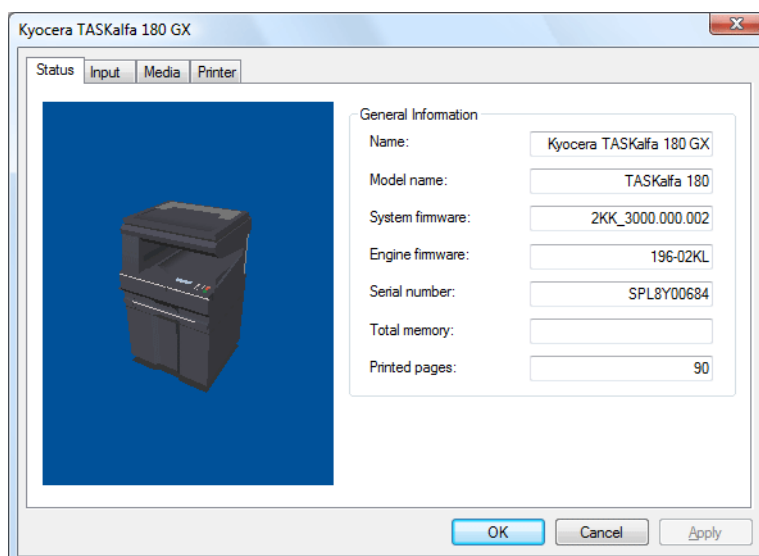 Kyocera TASKalfa 180 GX
Status Input Media Printer
General Information
Name: Kyocera TASKalfa 180 GX
Model name: TASKalfa 180
System firmware: 2KK_3000.000.002
Engine firmware: 196-02KL
Serial number: SPL8Y00684
Total memory:
Printed pages: 90
OK Cancel Apply